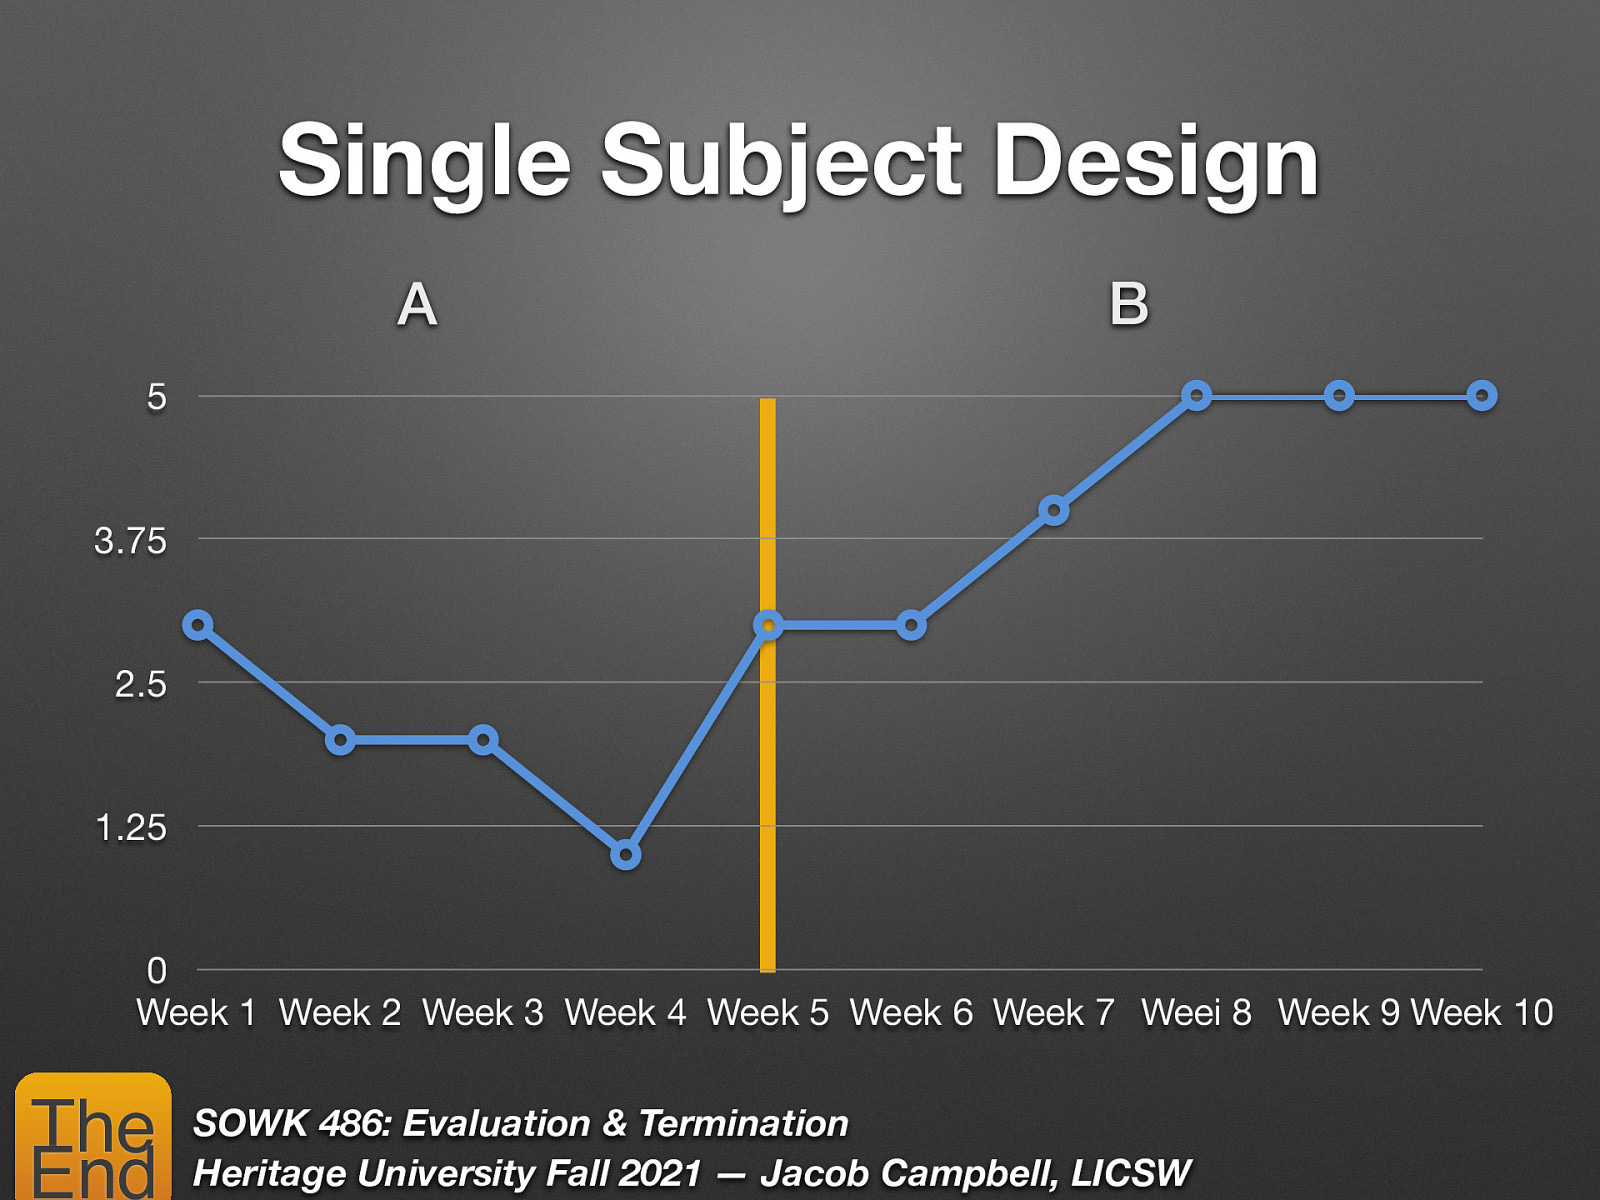 Single Subject Design
A B
5
3.75
2.5
1.25
0
Week 1 Week 2 Week 3 Week 4 Week 5 Week 6 Week 7 Weei 8 Week 9 Week 10
The
End
SOWK 486: Evaluation & Termination
Heritage University Fall 2021 — Jacob Campbell, LICSW